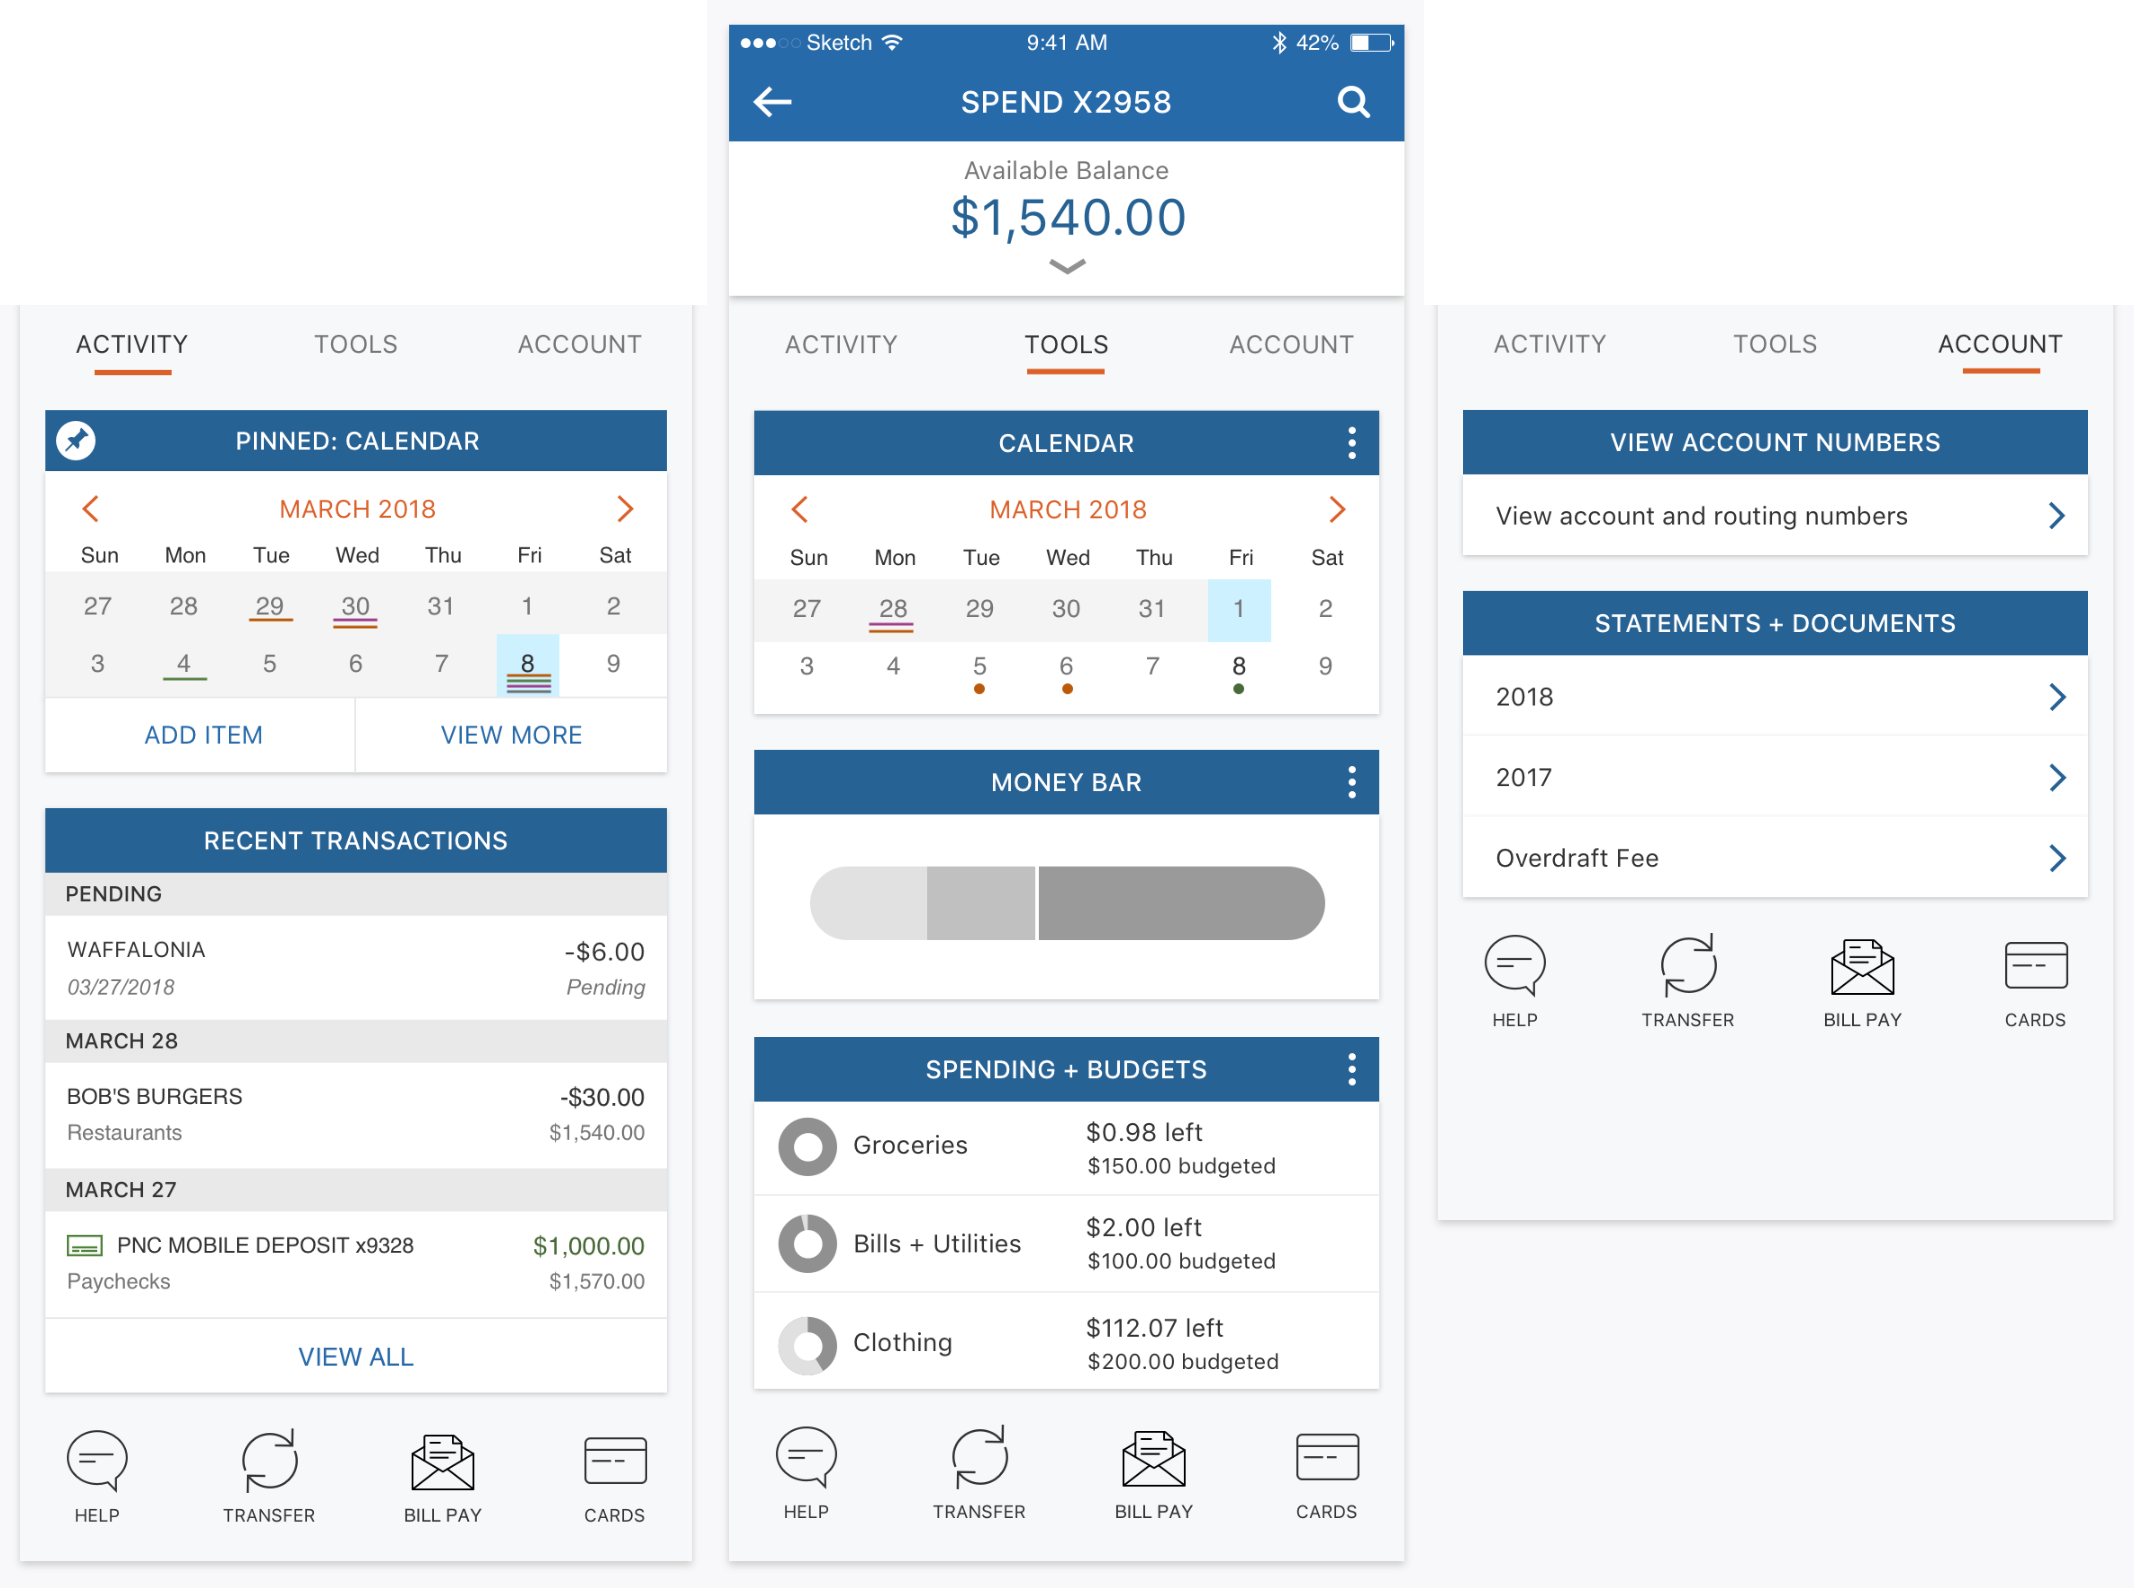 ACTIVITY TOOLS ACCOUNT
PINNED: CALENDAR
MARCH 2018
Sun Mon Tue Wed Thu Fri Sat
27 28 29 30 31 1 2
3 4 5 6 7 8 9
ADD ITEM VIEW MORE
RECENT TRANSACTIONS
PENDING
WAFFALONIA -$6.00
03/27/2018 Pending
MARCH 28
BOB'S BURGERS -$30.00
Restaurants $1,540.00
MARCH 27
PNC MOBILE DEPOSIT x9328 $1,000.00
Paychecks $1,570.00
VIEW ALL
HELP TRANSFER BILL PAY CARDS
Sketch 9:41 AM 42%
SPEND X2958
Available Balance
$1,540.00
ACTIVITY TOOLS ACCOUNT
CALENDAR
MARCH 2018
Sun Mon Tue Wed Thu Fri Sat
27 28 29 30 31 1 2
3 4 5 6 7 8 9
MONEY BAR
SPENDING + BUDGETS
Groceries $0.98 left
$150.00 budgeted
Bills + Utilities $2.00 left
$100.00 budgeted
Clothing $112.07 left
$200.00 budgeted
HELP TRANSFER BILL PAY CARDS
ACTIVITY TOOLS ACCOUNT
VIEW ACCOUNT NUMBERS
View account and routing numbers
STATEMENTS + DOCUMENTS
2018
2017
Overdraft Fee
HELP TRANSFER BILL PAY CARDS